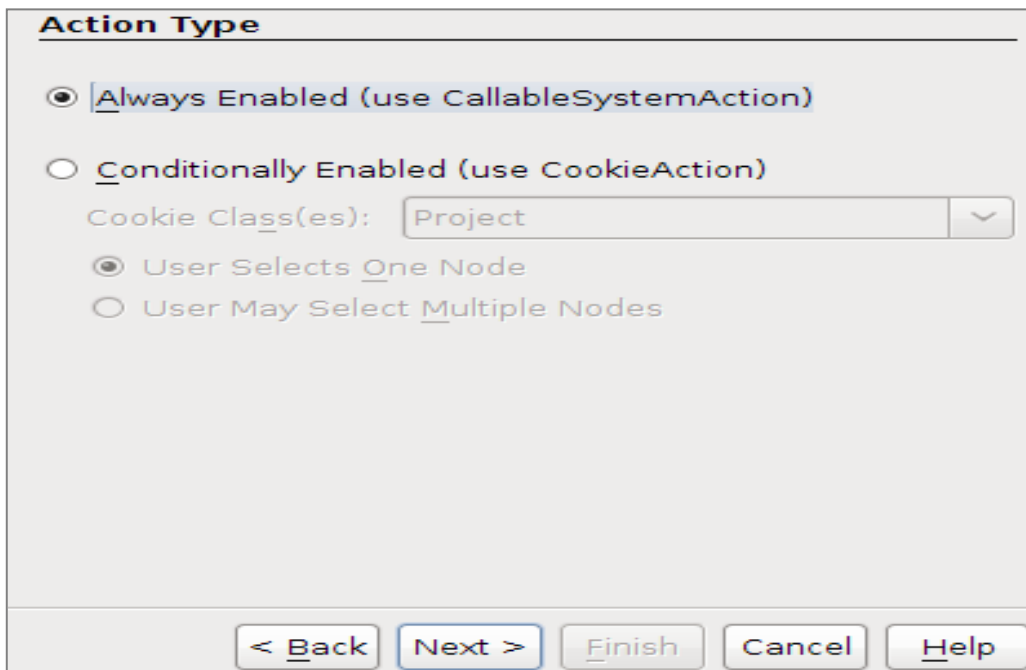 Action Type
Always Enabled (use CallableSystemAction)
Conditionally Enabled (use CookieAction)
Cookie Class(es): Project
User Selects One Node
User May Select Multiple Nodes
< Back Next > Finish Cancel Help